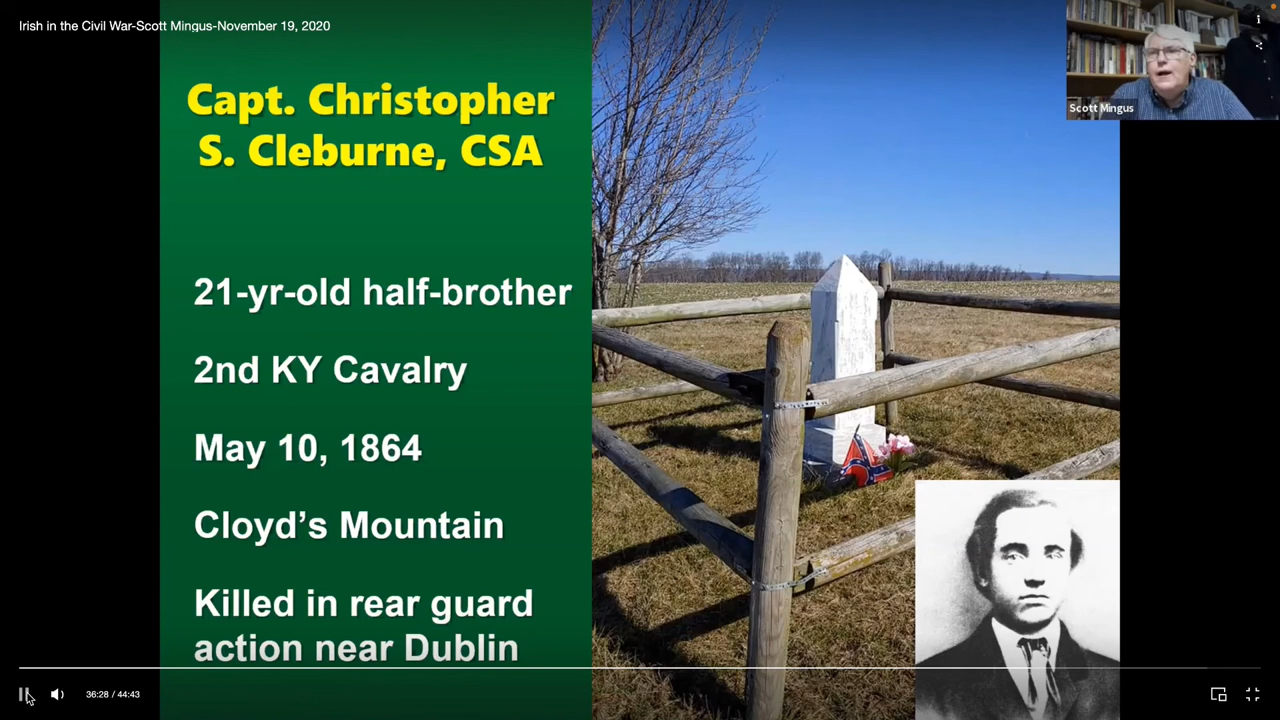 Irish in the Civil War-Scott Mingus-November 19, 2020
Capt. Christopher
S. Cleburne, CSA
Scott Mingus
21-yr-old half-brother
2nd KY Cavalry
May 10, 1864
Cloyd’s Mountain
Killed in rear guard
action near Dublin
36:28 / 44:43